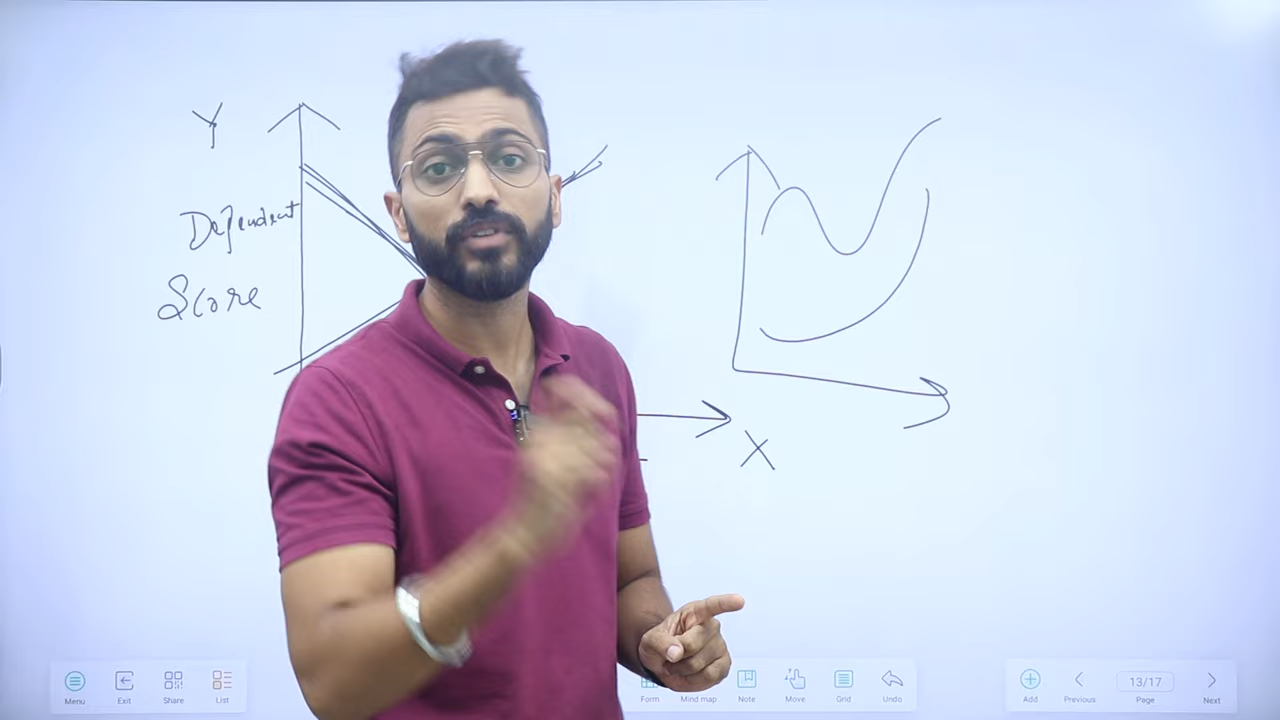 Y
Dependent
Score
X
Menu
Exit
Share
List
Form
Mind map
Note
Move
Grid
Undo
Add
Previous
13/17
Page
Next